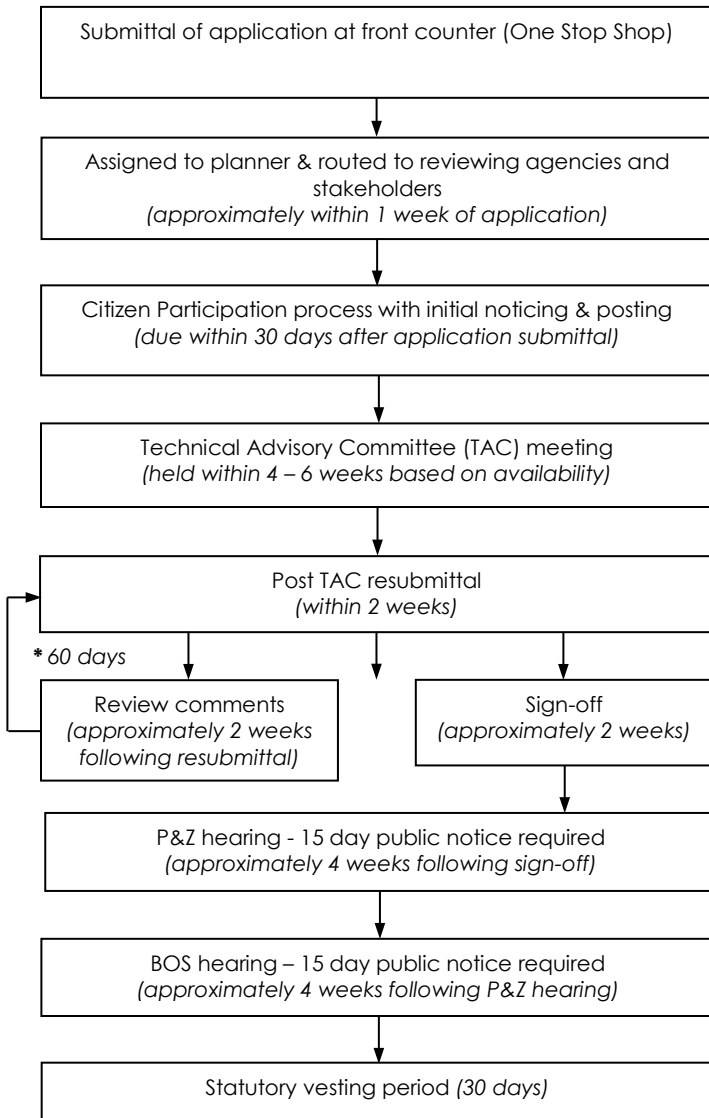 Submittal of application at front counter (One Stop Shop)
Assigned to planner & routed to reviewing agencies and
stakeholders
(approximately within 1 week of application)
Citizen Participation process with initial noticing & posting
(due within 30 days after application submittal)
Technical Advisory Committee (TAC) meeting
(held within 4 – 6 weeks based on availability)
Post TAC resubmittal
(within 2 weeks)
* 60 days
Review comments
(approximately 2 weeks
following resubmittal)
Sign-off
(approximately 2 weeks)
P&Z hearing - 15 day public notice required
(approximately 4 weeks following sign-off)
BOS hearing – 15 day public notice required
(approximately 4 weeks following P&Z hearing)
Statutory vesting period (30 days)